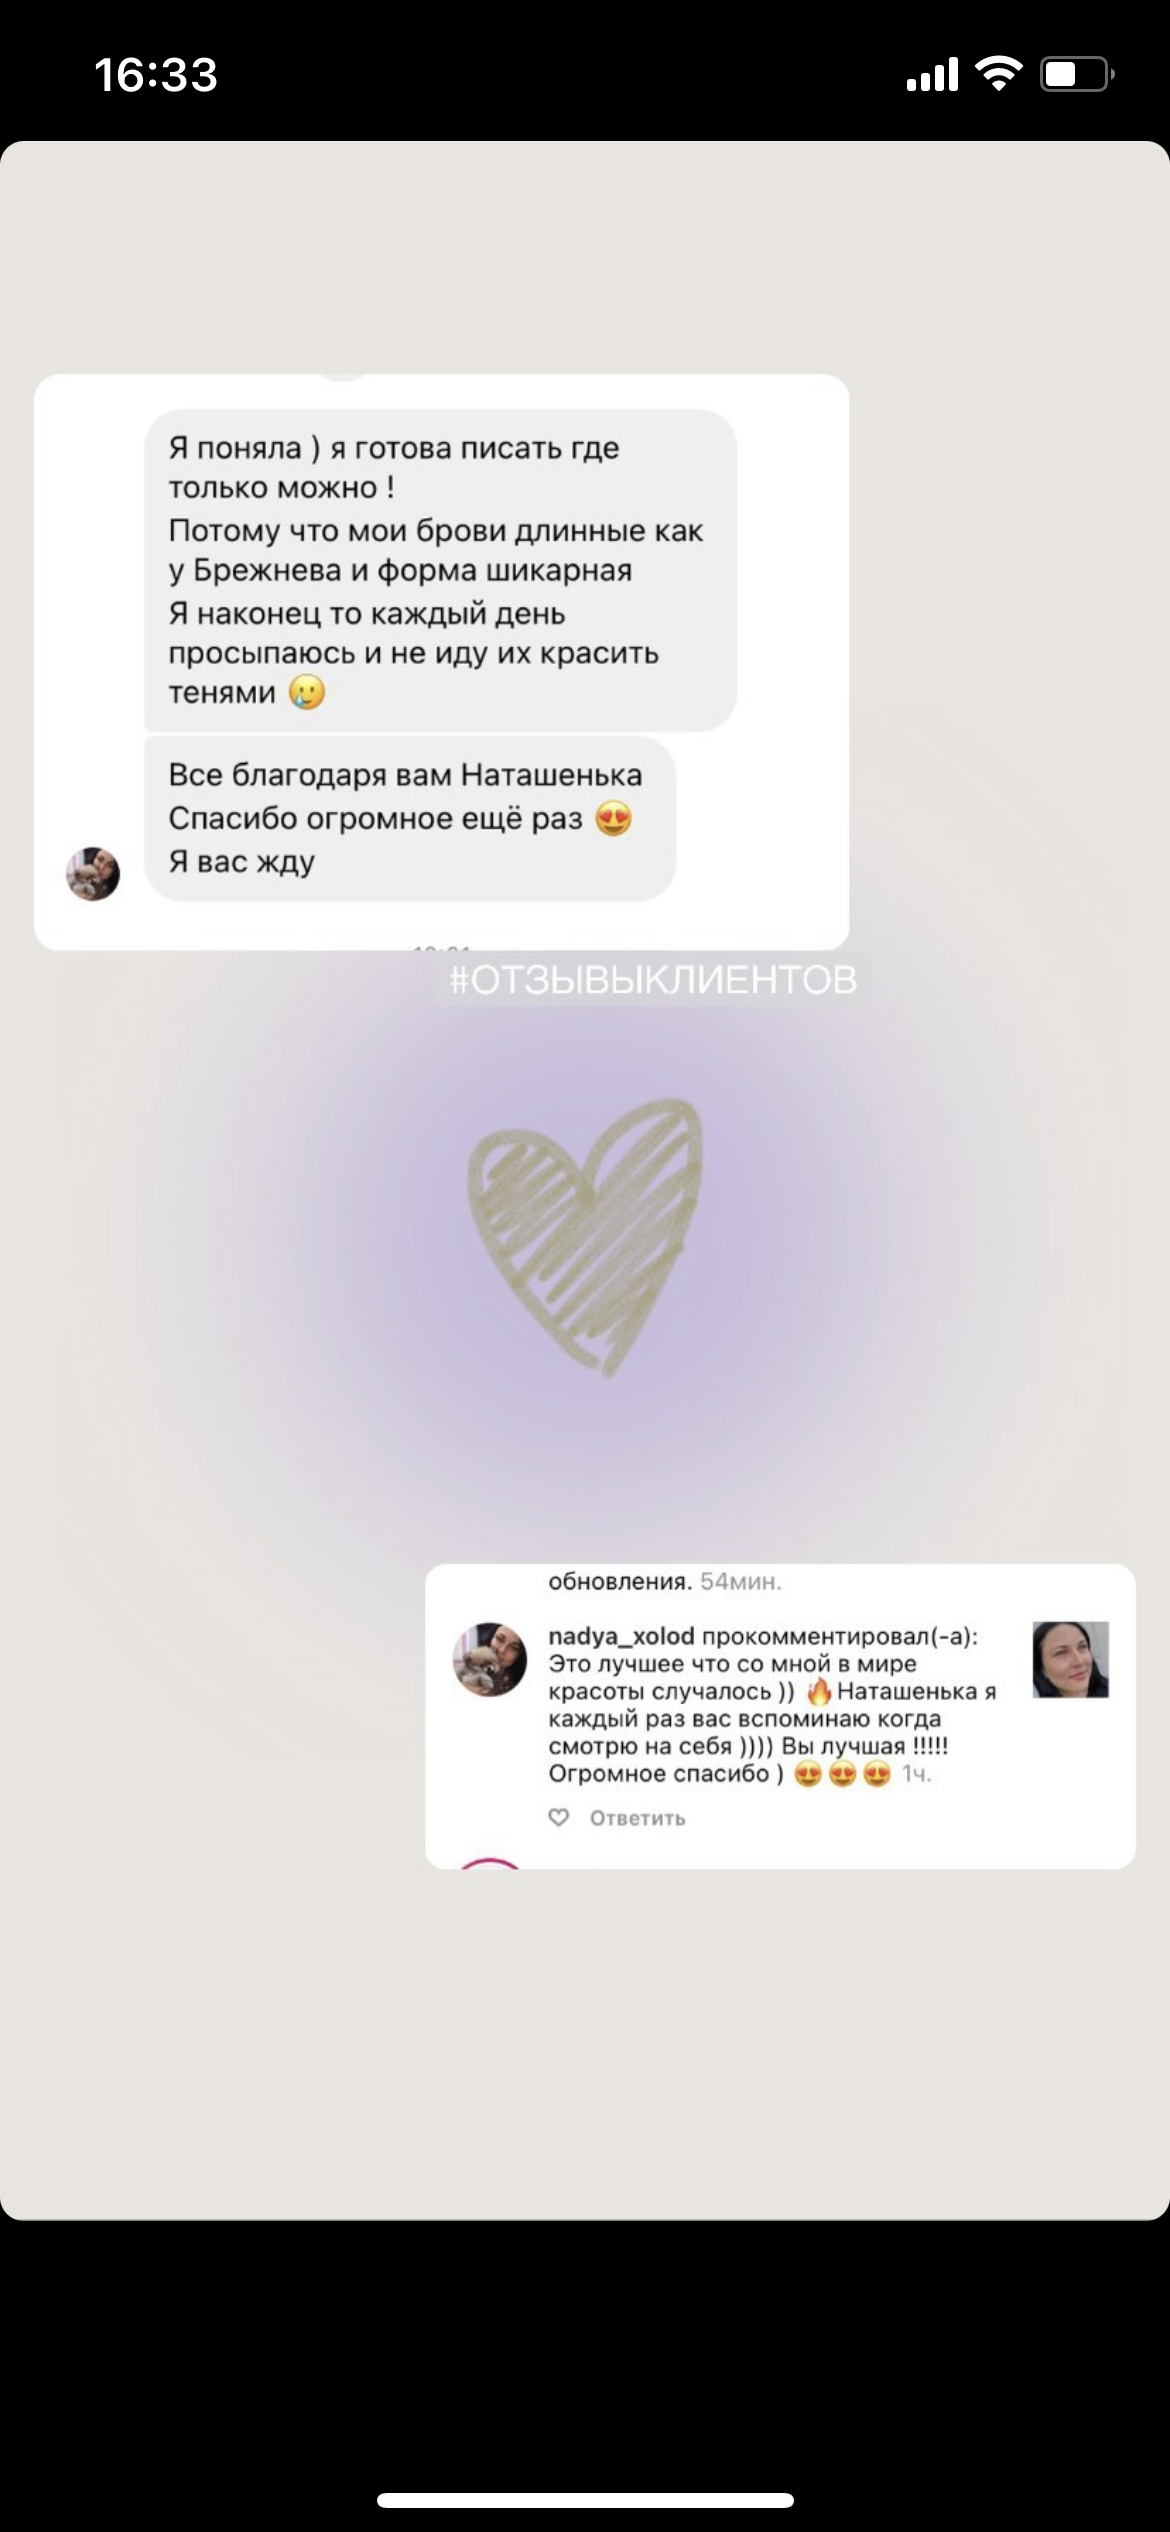 16:33
Я поняла ) я готова писать где
только можно !
Потому что мои брови длинные как
у Брежнева и форма шикарная
Я наконец то каждый день
просыпаюсь и не иду их красить
тенями 🥲
Все благодаря вам Наташенька
Спасибо огромное ещё раз 😍
Я вас жду
#ОТЗЫВЫКЛИЕНТОВ
обновления. 54мин.
nadya_xolod прокомментировал(-а):
Это лучшее что со мной в мире
красоты случалось )) 🔥 Наташенька я
каждый раз вас вспоминаю когда
смотрю на себя )))) Вы лучшая !!!!!
Огромное спасибо ) 😍 😍 😍 1ч.
Ответить